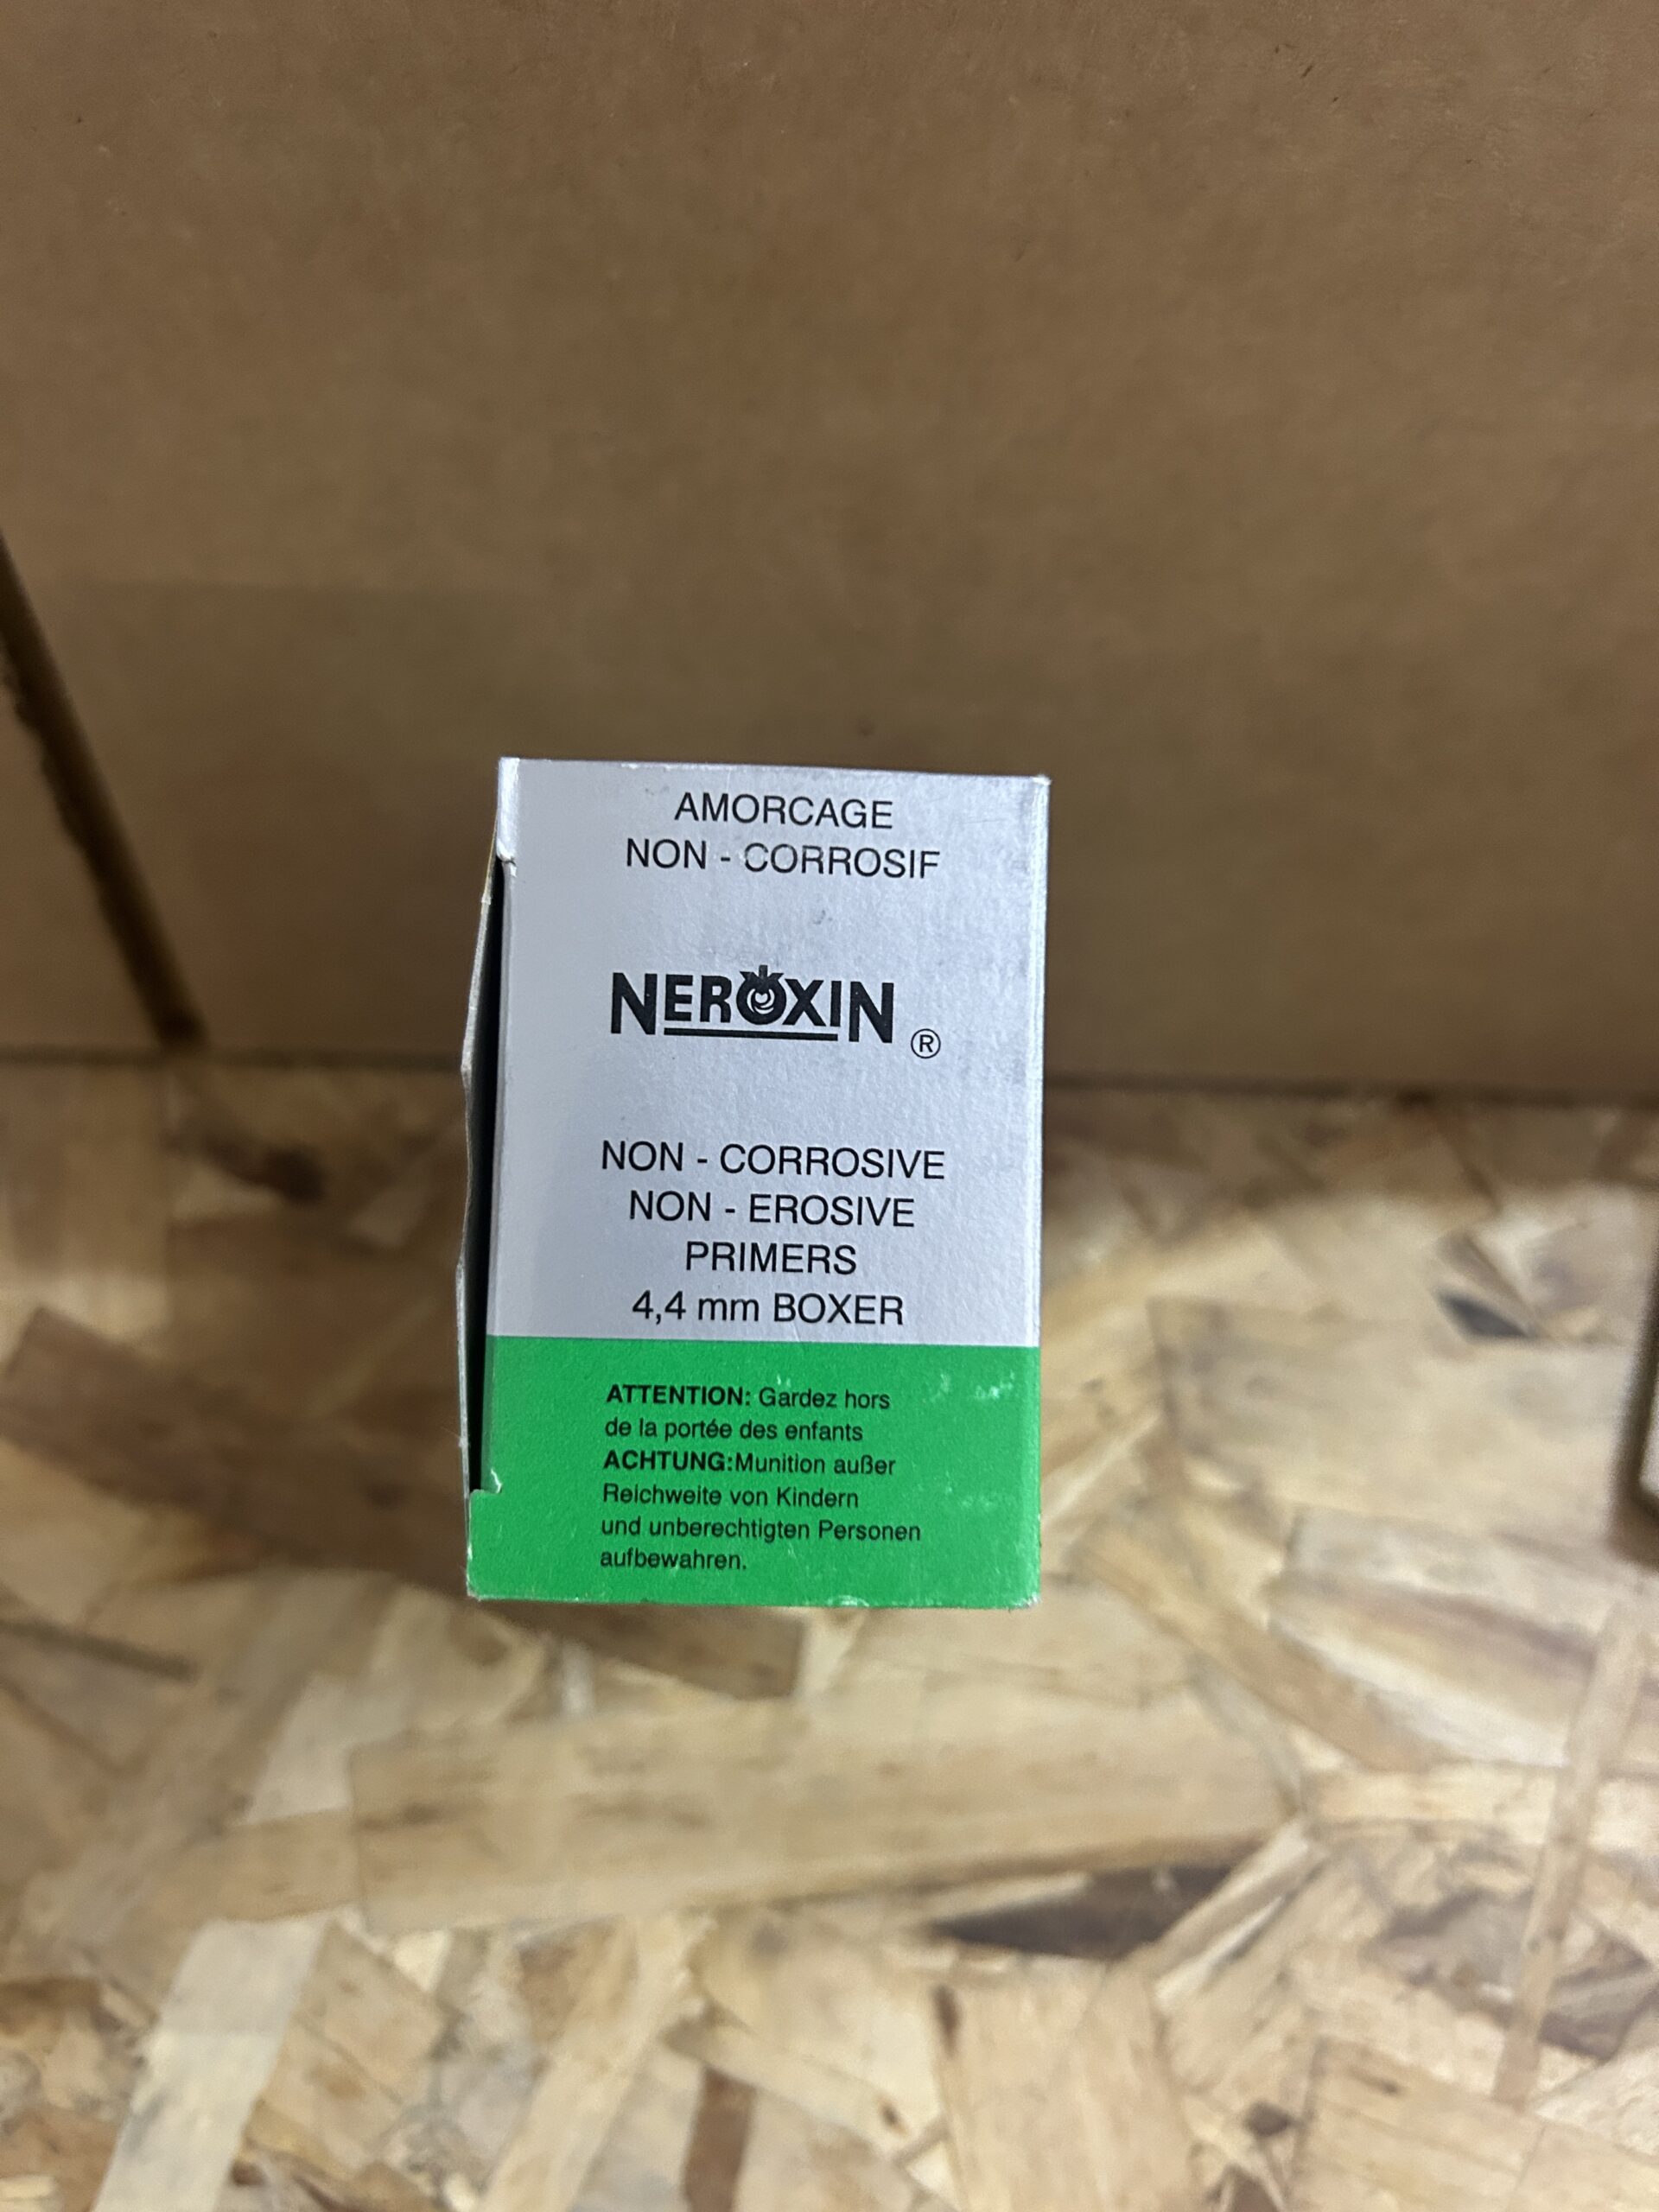 AMORCAGE
NON - CORROSIF
NEROXIN ®
NON - CORROSIVE
NON - EROSIVE
PRIMERS
4,4 mm BOXER
ATTENTION: Gardez hors
de la portée des enfants
ACHTUNG:Munition außer
Reichweite von Kindern
und unberechtigten Personen
aufbewahren.